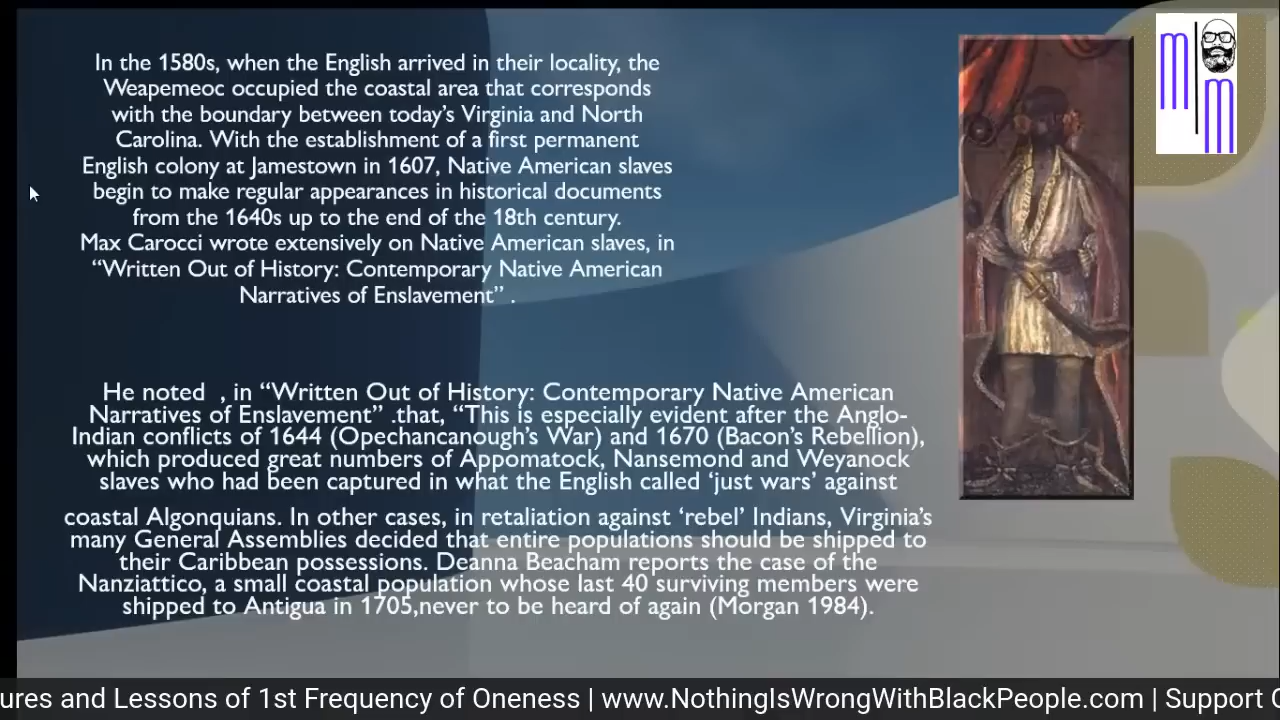 In the 1580s, when the English arrived in their locality, the
Weapemeoc occupied the coastal area that corresponds
with the boundary between today's Virginia and North
Carolina. With the establishment of a first permanent
English colony at Jamestown in 1607, Native American slaves
begin to make regular appearances in historical documents
from the 1640s up to the end of the 18th century.
Max Carocci wrote extensively on Native American slaves, in
“Written Out of History: Contemporary Native American
Narratives of Enslavement” .
He noted , in “Written Out of History: Contemporary Native American
Narratives of Enslavement” .that, “This is especially evident after the Anglo-
Indian conflicts of 1644 (Opechancanough's War) and 1670 (Bacon's Rebellion),
which produced great numbers of Appomatock, Nansemond and Weyanock
slaves who had been captured in what the English called ‘just wars’ against
coastal Algonquians. In other cases, in retaliation against ‘rebel’ Indians, Virginia's
many General Assemblies decided that entire populations should be shipped to
their Caribbean possessions. Deanna Beacham reports the case of the
Nanziattico, a small coastal population whose last 40 surviving members were
shipped to Antigua in 1705,never to be heard of again (Morgan 1984).
m m
ures and Lessons of 1st Frequency of Oneness | www.NothingIsWrongWithBlackPeople.com | Support